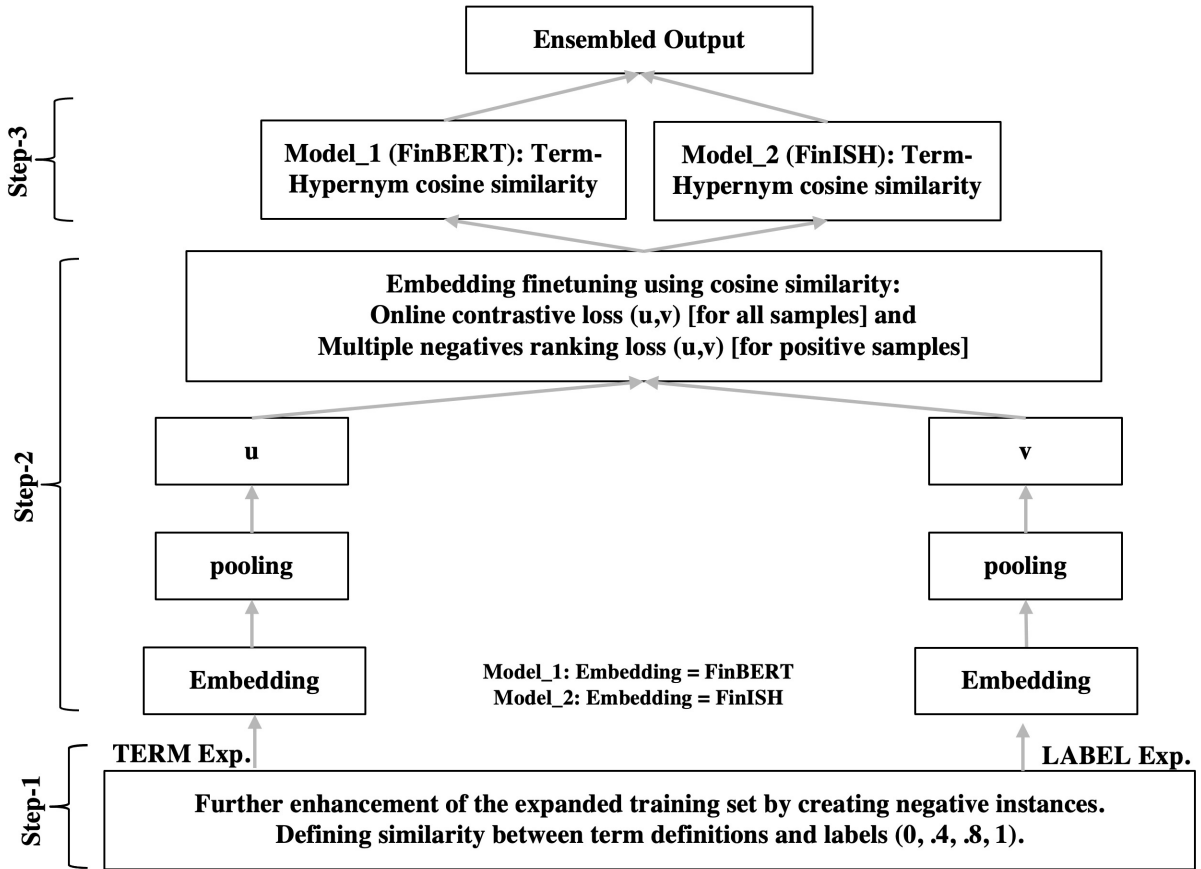 Ensembled Output
Step-3
Model_1 (FinBERT): Term-
Hypernym cosine similarity
Model_2 (FinISH): Term-
Hypernym cosine similarity
Step-2
Embedding finetuning using cosine similarity:
Online contrastive loss (u,v) [for all samples] and
Multiple negatives ranking loss (u,v) [for positive samples]
u
v
pooling
pooling
Embedding
Model_1: Embedding = FinBERT
Model_2: Embedding = FinISH
Embedding
Step-1
TERM Exp.
LABEL Exp.
Further enhancement of the expanded training set by creating negative instances.
Defining similarity between term definitions and labels (0, .4, .8, 1).